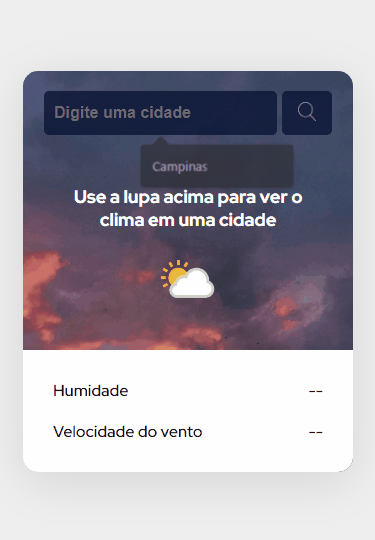 Digite uma cidade
Campinas
Use a lupa acima para ver o
clima em uma cidade
Humidade --
Velocidade do vento --